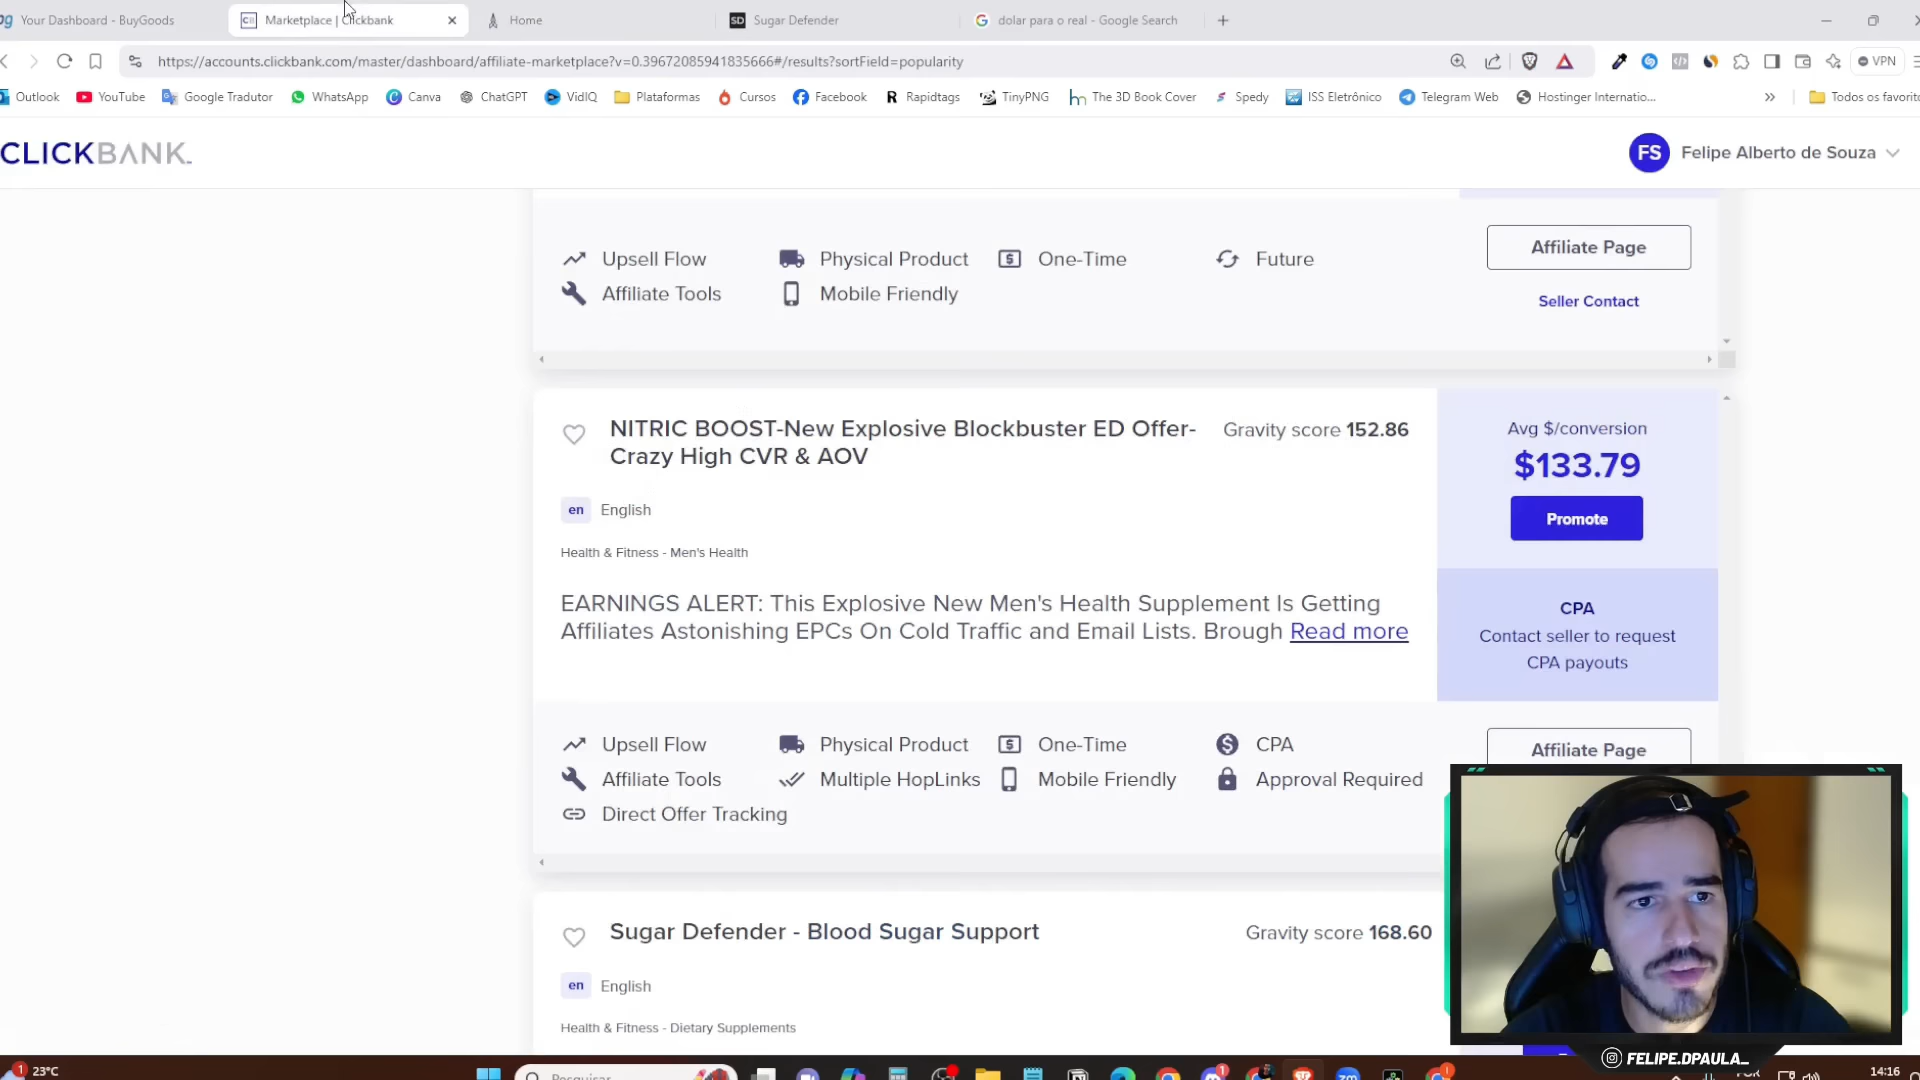 Your Dashboard - BuyGoods
Marketplace | Clickbank
Home
Sugar Defender
dolar para o real - Google Search
https://accounts.clickbank.com/master/dashboard/affiliate-marketplace?v=0.39672085941835666#/results?sortField=popularity
VPN
Outlook
YouTube
Google Tradutor
WhatsApp
Canva
ChatGPT
VidIQ
Plataformas
Cursos
Facebook
Rapidtags
TinyPNG
The 3D Book Cover
Spedy
ISS Eletrônico
Telegram Web
Hostinger Internatio...
Todos os favorito
CLICKBANK
FS
Felipe Alberto de Souza
Upsell Flow
Physical Product
One-Time
Future
Affiliate Tools
Mobile Friendly
Affiliate Page
Seller Contact
NITRIC BOOST-New Explosive Blockbuster ED Offer-
Crazy High CVR & AOV
Gravity score 152.86
Avg $/conversion
$133.79
Promote
en English
Health & Fitness - Men's Health
EARNINGS ALERT: This Explosive New Men's Health Supplement Is Getting
Affiliates Astonishing EPCs On Cold Traffic and Email Lists. Brough Read more
CPA
Contact seller to request
CPA payouts
Upsell Flow
Physical Product
One-Time
CPA
Affiliate Tools
Multiple HopLinks
Mobile Friendly
Approval Required
Direct Offer Tracking
Affiliate Page
Sugar Defender - Blood Sugar Support
Gravity score 168.60
en English
Health & Fitness - Dietary Supplements
FELIPE.DPAULA_
23°C
Pesquisar
14:16